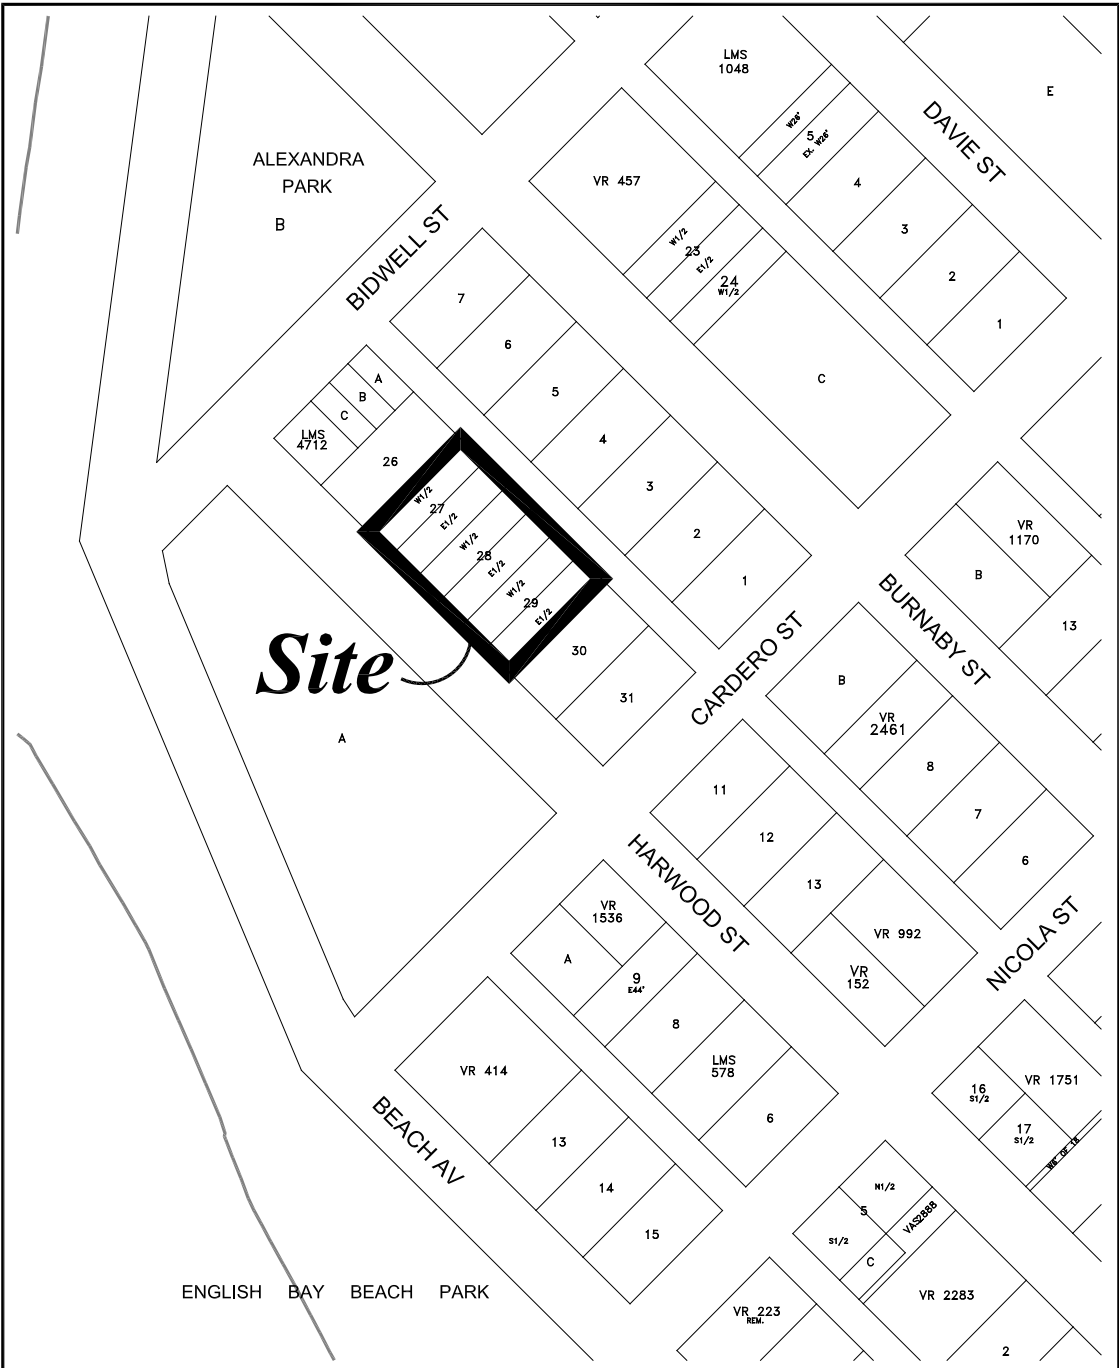 LMS
1048
E
DAVIE ST
W26'
5
EX. W26'
ALEXANDRA
PARK
B
VR 457
4
3
2
1
BIDWELL ST
W1/2
23
E1/2
24
W1/2
7
6
5
4
3
2
1
C
A
B
C
LMS
4712
26
W1/2
27
E1/2
W1/2
28
E1/2
W1/2
29
E1/2
30
31
Site
A
CARDERO ST
BURNABY ST
VR
1170
B
13
B
VR
2461
8
7
6
11
12
13
VR 992
VR
152
HARWOOD ST
NICOLA ST
VR
1536
A
9
E44'
8
LMS
578
6
VR 414
13
14
15
BEACH AV
16
S1/2
VR 1751
17
S1/2
W8' OF 18
N1/2
5
S1/2
VAS2888
C
VR 2283
VR 223
REM.
2
ENGLISH BAY BEACH PARK